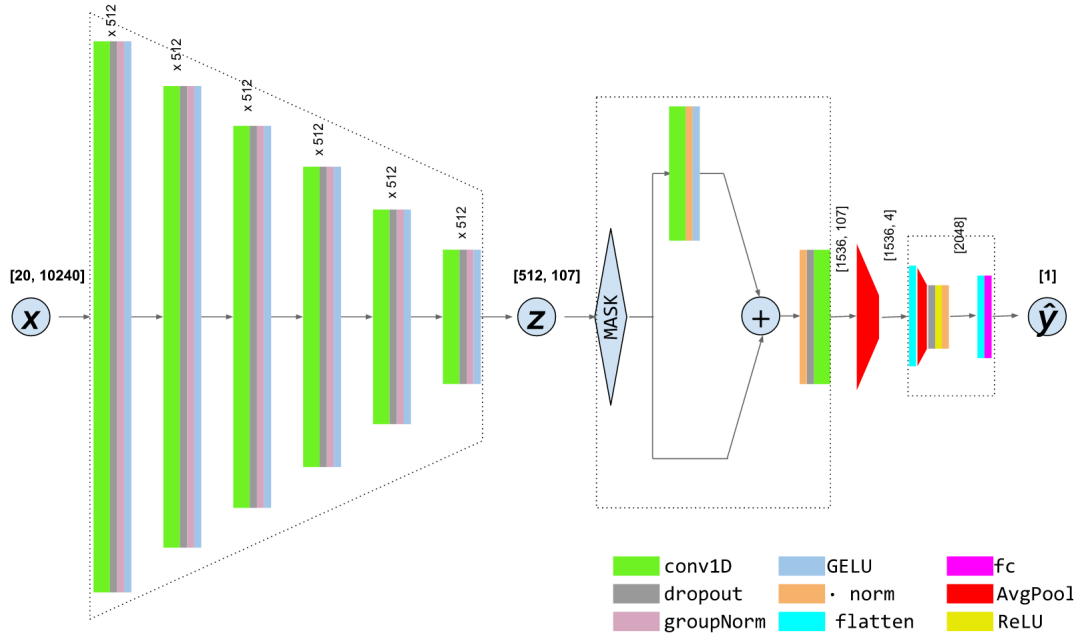 x 512
x 512
x 512
x 512
x 512
x 512
[20, 10240]
x
[512, 107]
z
MASK
+
[1536, 107]
[1536, 4]
[2048]
[1]
ŷ
conv1D
GELU
fc
dropout
· norm
AvgPool
groupNorm
flatten
ReLU